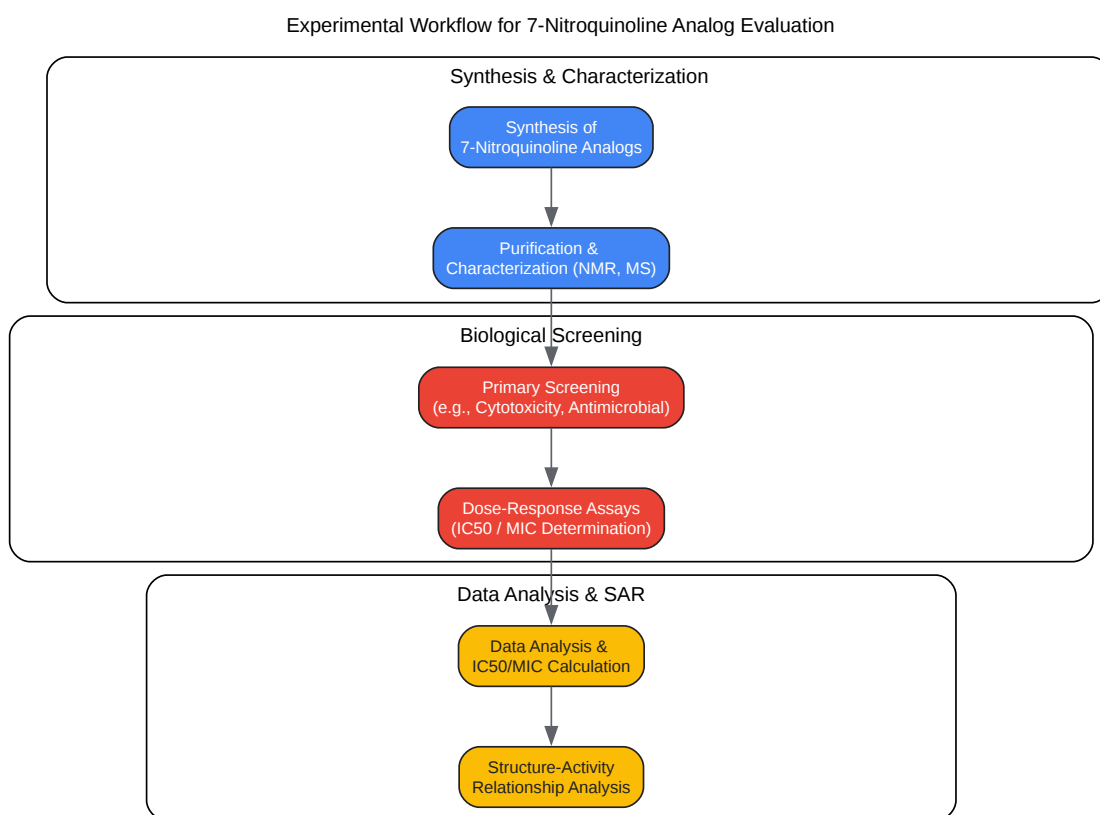 Experimental Workflow for 7-Nitroquinoline Analog Evaluation
Synthesis & Characterization
Synthesis of
7-Nitroquinoline Analogs
Purification &
Characterization (NMR, MS)
Biological Screening
Primary Screening
(e.g., Cytotoxicity, Antimicrobial)
Dose-Response Assays
(IC50 / MIC Determination)
Data Analysis & SAR
Data Analysis &
IC50/MIC Calculation
Structure-Activity
Relationship Analysis